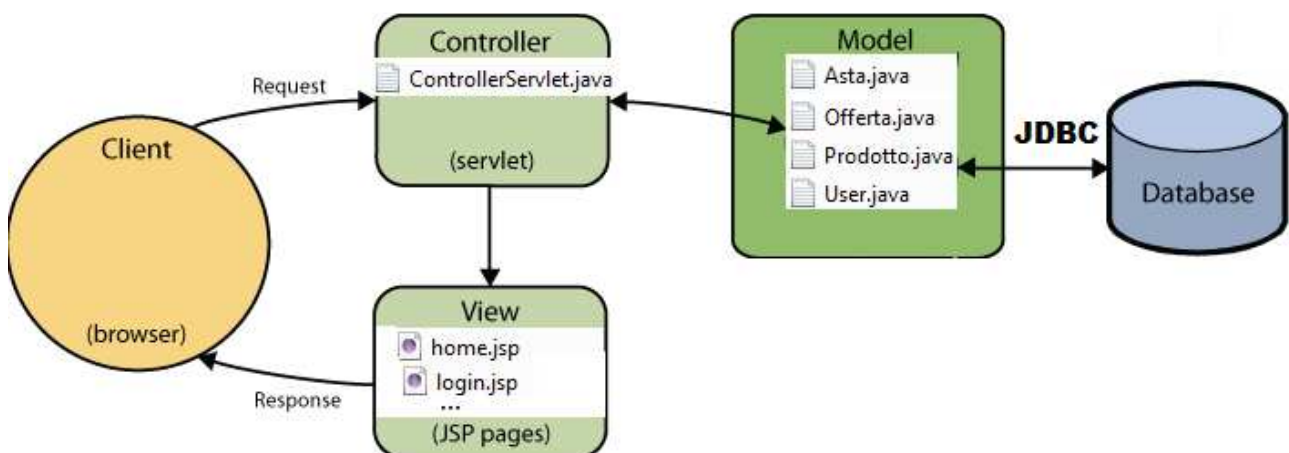 Client
(browser)
Request
Controller
ControllerServlet.java
(servlet)
View
home.jsp
login.jsp
...
(JSP pages)
Response
Model
Asta.java
Offerta.java
Prodotto.java
User.java
JDBC
Database